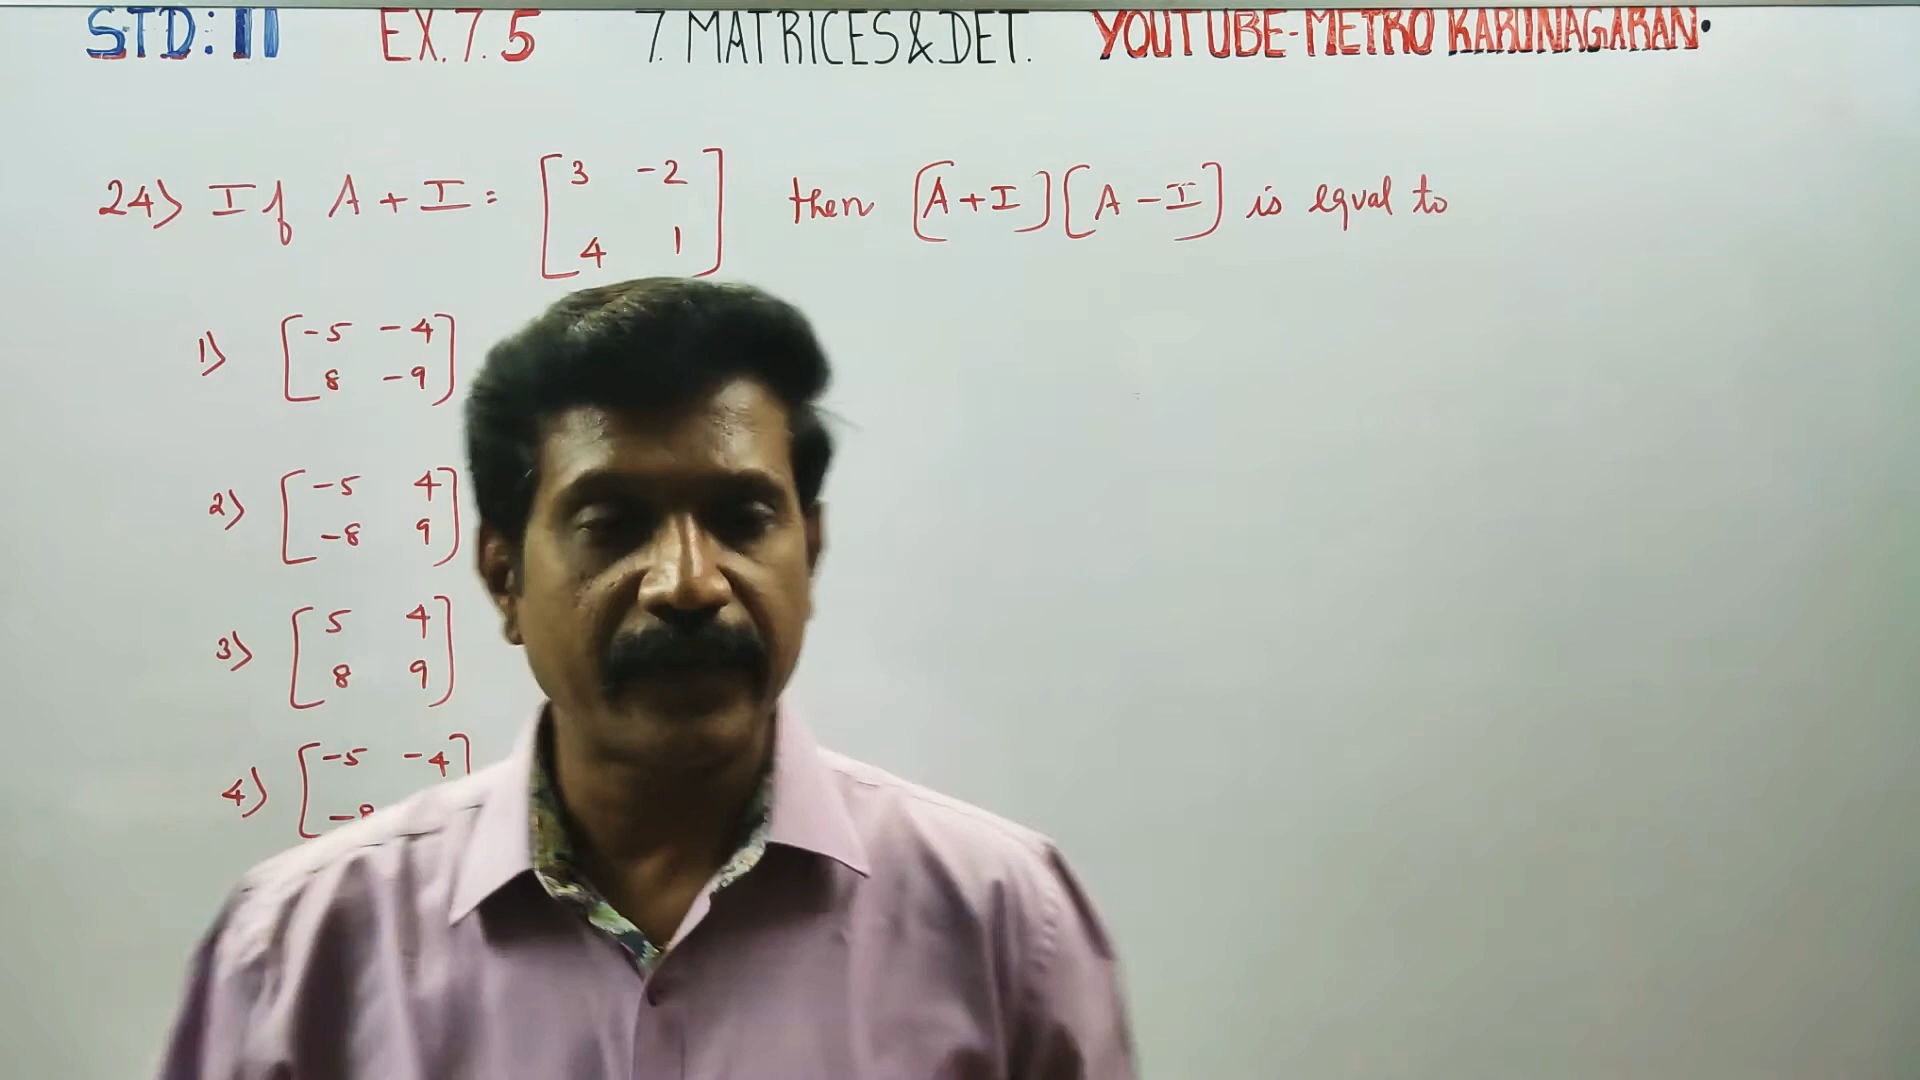 STD: 11 EX. 7. 5 7. MATRICES & DET. YOUTUBE-METRO KARUNAGARAN.
24) If A + I = [ 3 -2 ] then [A + I] [A - I] is equal to
[ 4 1 ]
1) [ -5 -4 ]
[ 8 -9 ]
2) [ -5 4 ]
[ -8 9 ]
3) [ 5 4 ]
[ 8 9 ]
4) [ -5 -4 ]
[ -8